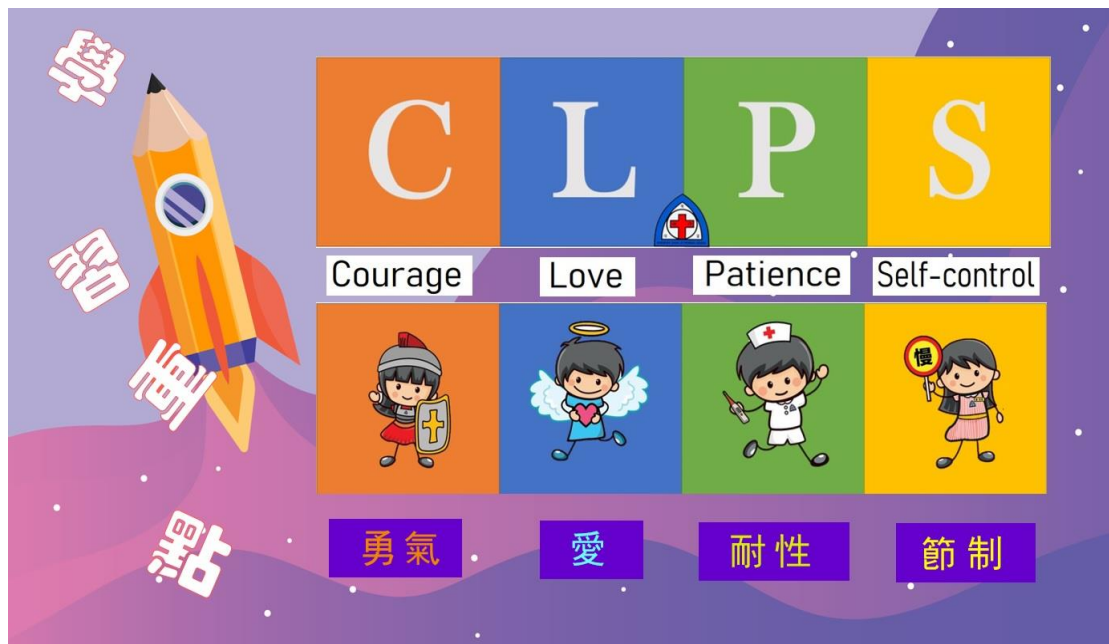 學
習
重
點
C L P S
Courage Love Patience Self-control
慢
勇氣 愛 耐性 節制